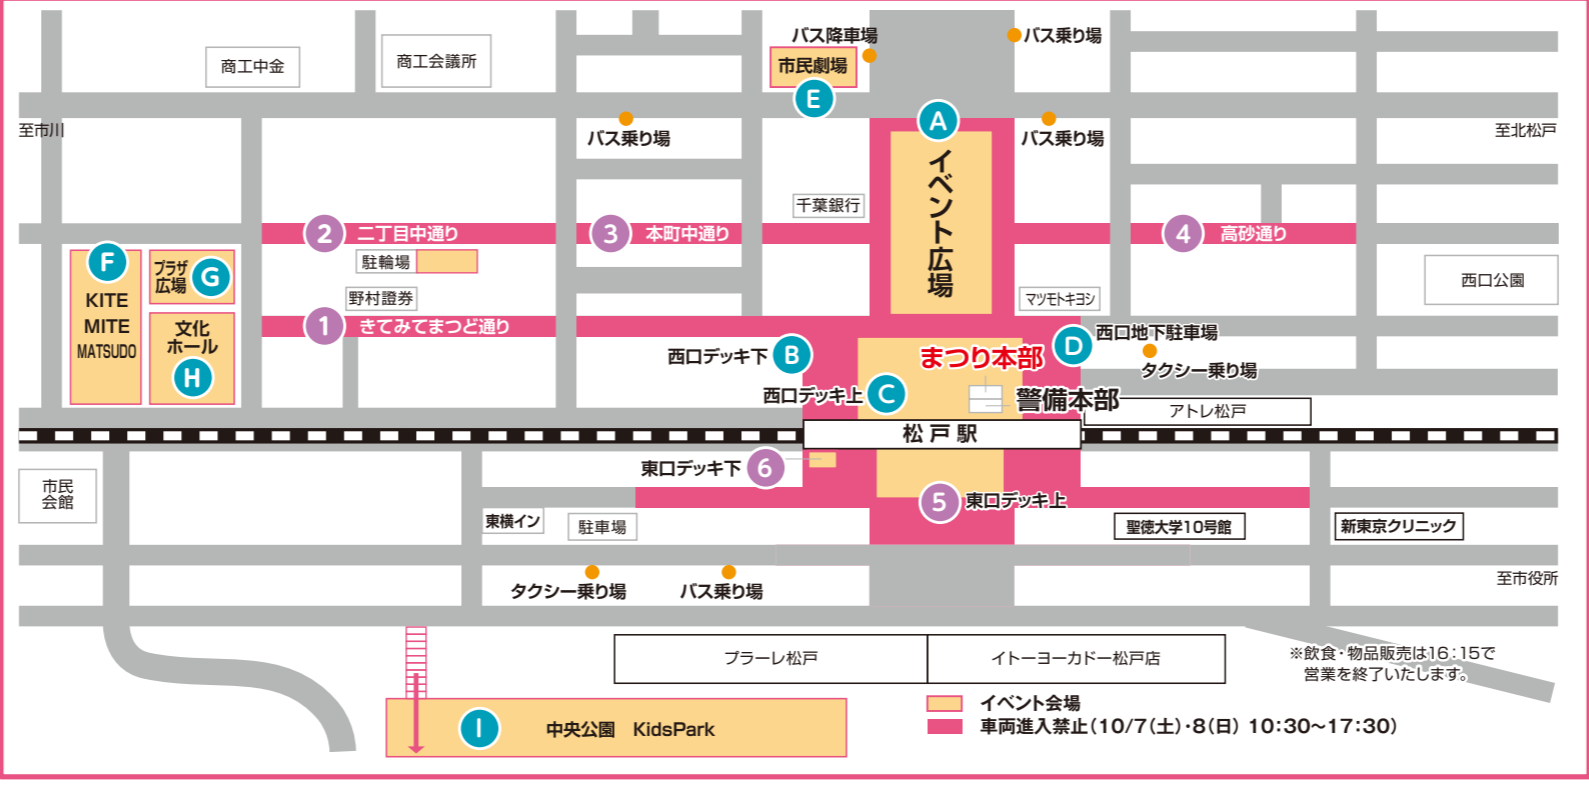 バス降車場
バス乗り場
商工中金
商工会議所
市民劇場
E
A
至市川
バス乗り場
バス乗り場
至北松戸
イベント広場
千葉銀行
2 二丁目中通り
3 本町中通り
4 高砂通り
F
KITE
MITE
MATSUDO
プラザ
広場
G
駐輪場
西口公園
野村證券
マツモトキヨシ
文化
ホール
H
1 きてみてまつど通り
西口デッキ下 B
まつり本部
D 西口地下駐車場
タクシー乗り場
西口デッキ上 C
警備本部
アトレ松戸
松戸駅
東口デッキ下 6
市民
会館
5 東口デッキ上
東横イン
駐車場
聖徳大学10号館
新東京クリニック
タクシー乗り場
バス乗り場
至市役所
プラーレ松戸
イトーヨーカドー松戸店
※飲食・物品販売は16:15で
営業を終了いたします。
I 中央公園 KidsPark
イベント会場
車両進入禁止(10/7(土)・8(日) 10:30〜17:30)